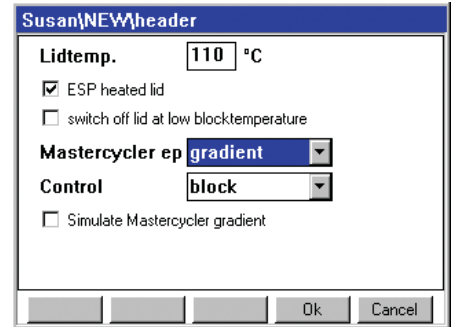 Susan\NEW\header
Lidtemp. 110 °C
ESP heated lid
switch off lid at low blocktemperature
Mastercycler ep gradient
Control block
Simulate Mastercycler gradient
Ok Cancel